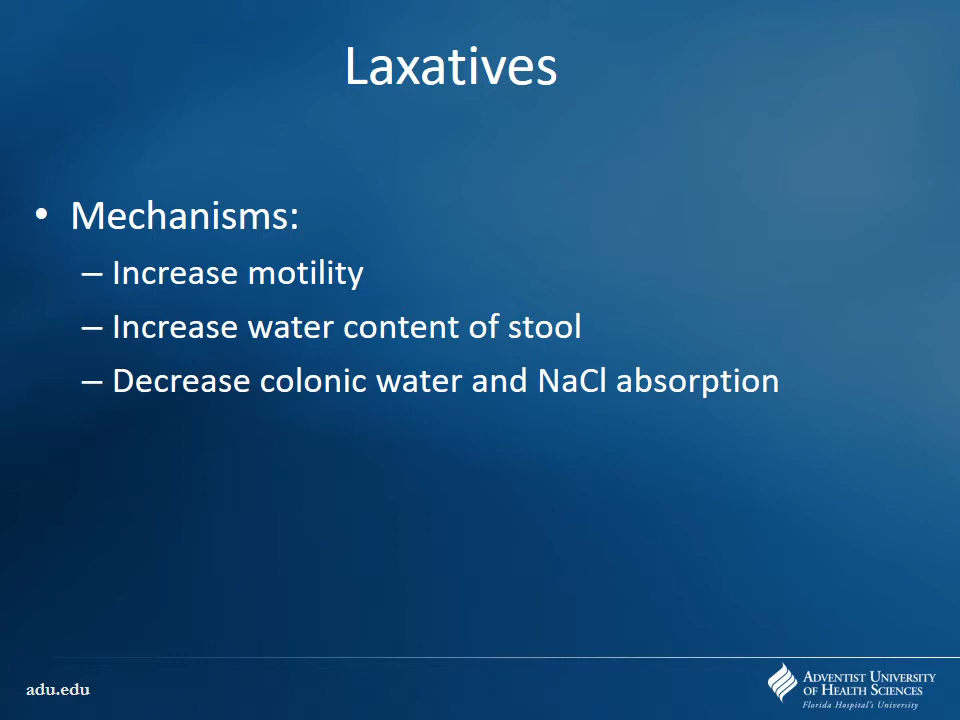 Laxatives
• Mechanisms:
– Increase motility
– Increase water content of stool
– Decrease colonic water and NaCl absorption
adu.edu
ADVENTIST UNIVERSITY
OF HEALTH SCIENCES
Florida Hospital's University